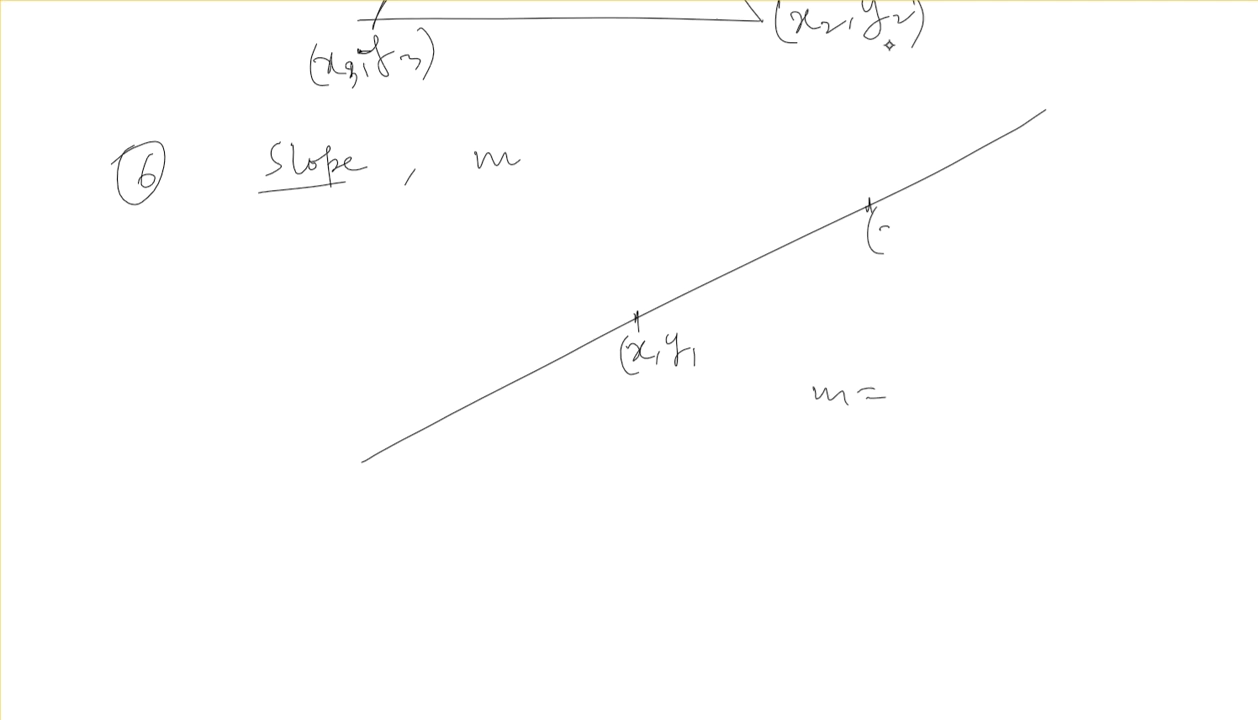 (x₂, y₂)
(x₃, y₃)
⑥ Slope, m
(
(x₁, y₁
m =